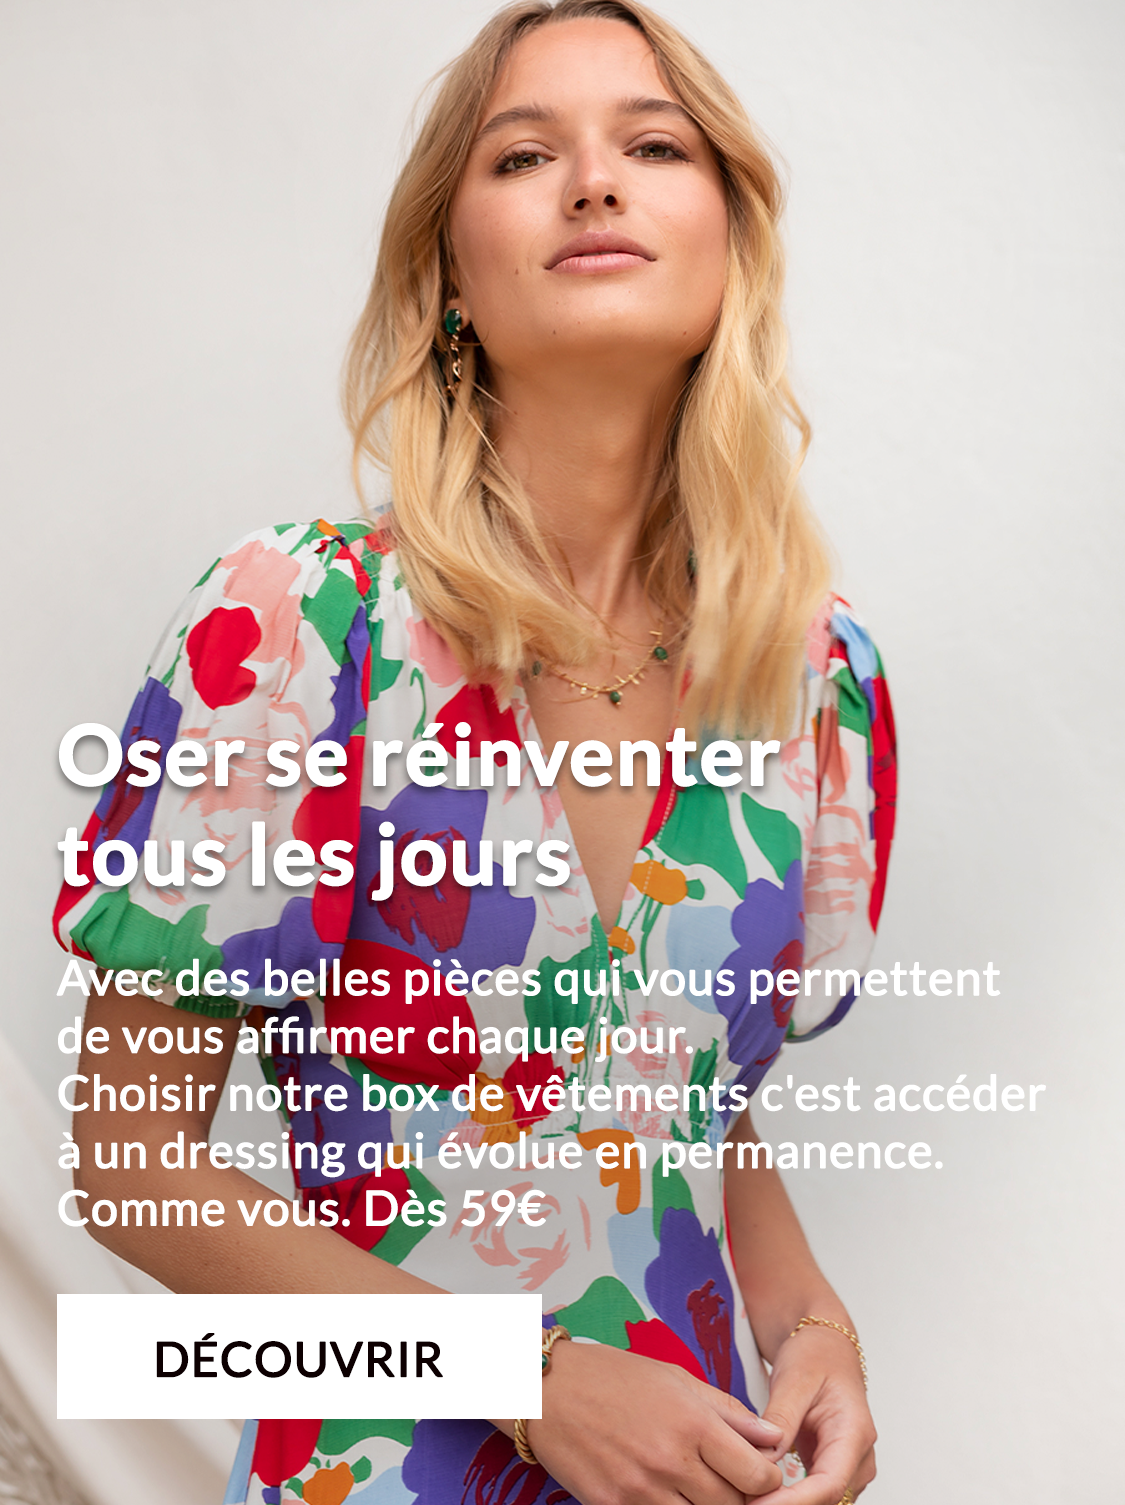 Oser se réinventer
tous les jours
Avec des belles pièces qui vous permettent
de vous affirmer chaque jour.
Choisir notre box de vêtements c'est accéder
à un dressing qui évolue en permanence.
Comme vous. Dès 59€
DÉCOUVRIR